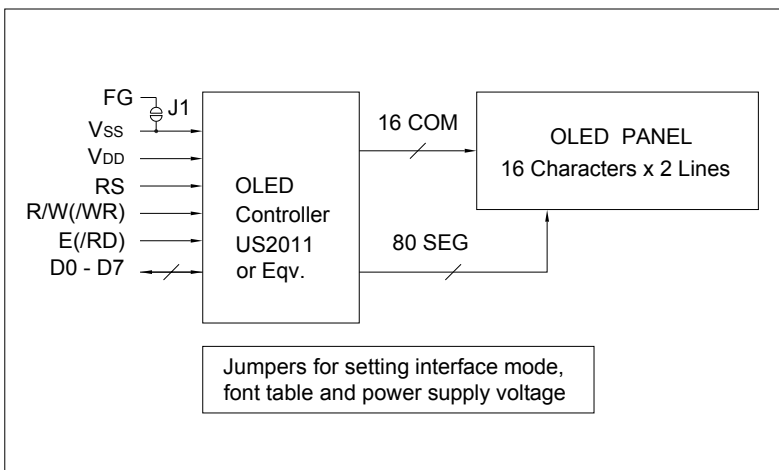 FG
J1
VSS
VDD
RS
R/W(/WR)
E(/RD)
D0 - D7
OLED
Controller
US2011
or Eqv.
16 COM
80 SEG
OLED PANEL
16 Characters x 2 Lines
Jumpers for setting interface mode,
font table and power supply voltage